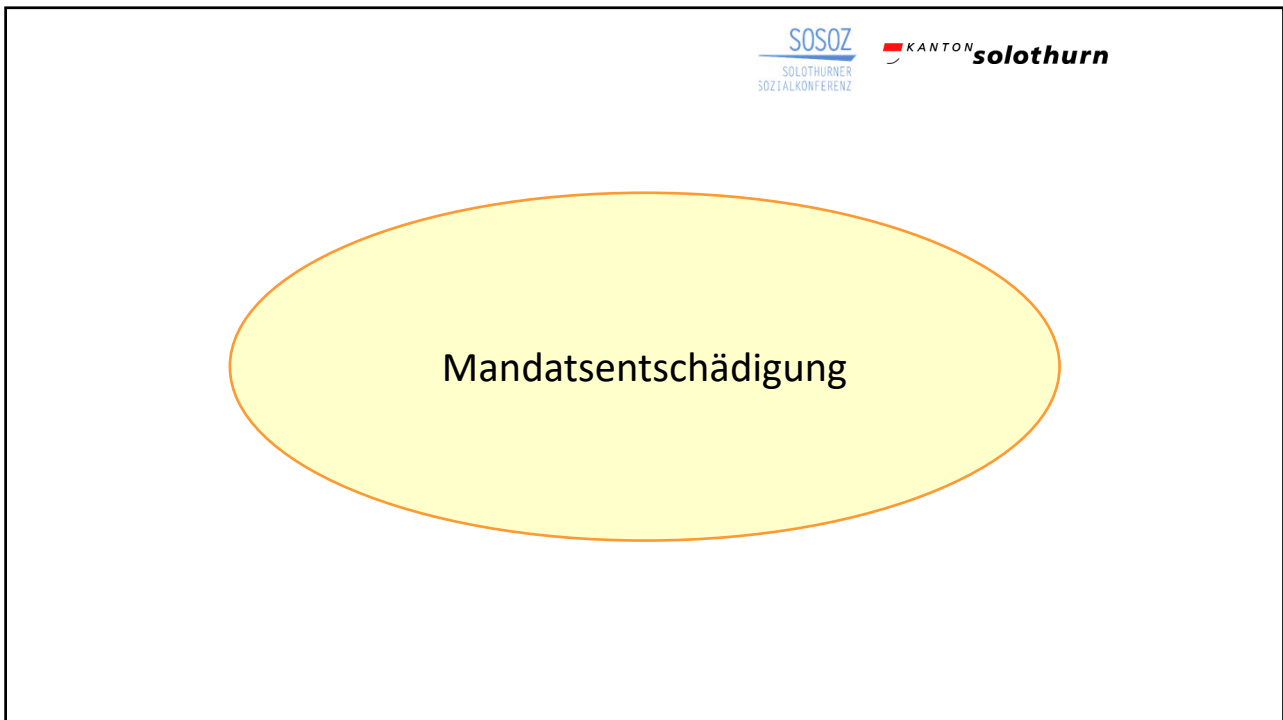 SOSOZ
SOLOTHURNER
SOZIALKONFERENZ
KANTON solothurn
Mandatsentschädigung